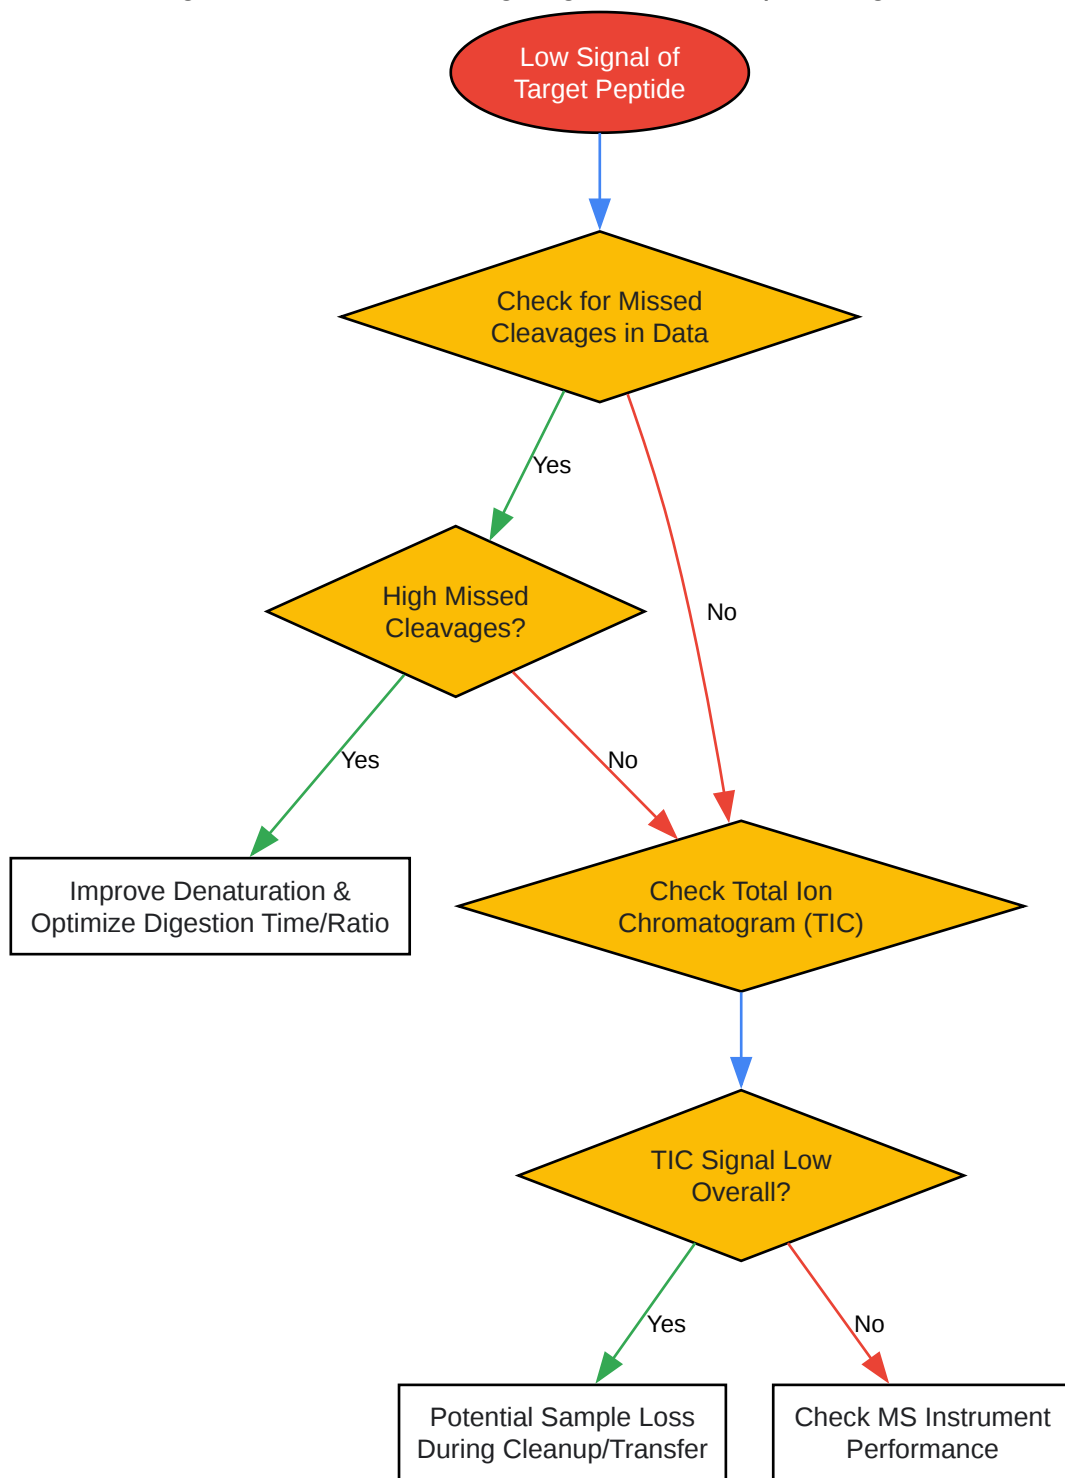 Low Signal of
Target Peptide
Check for Missed
Cleavages in Data
Yes
No
High Missed
Cleavages?
Yes
No
Improve Denaturation &
Optimize Digestion Time/Ratio
Check Total Ion
Chromatogram (TIC)
TIC Signal Low
Overall?
Yes
No
Potential Sample Loss
During Cleanup/Transfer
Check MS Instrument
Performance